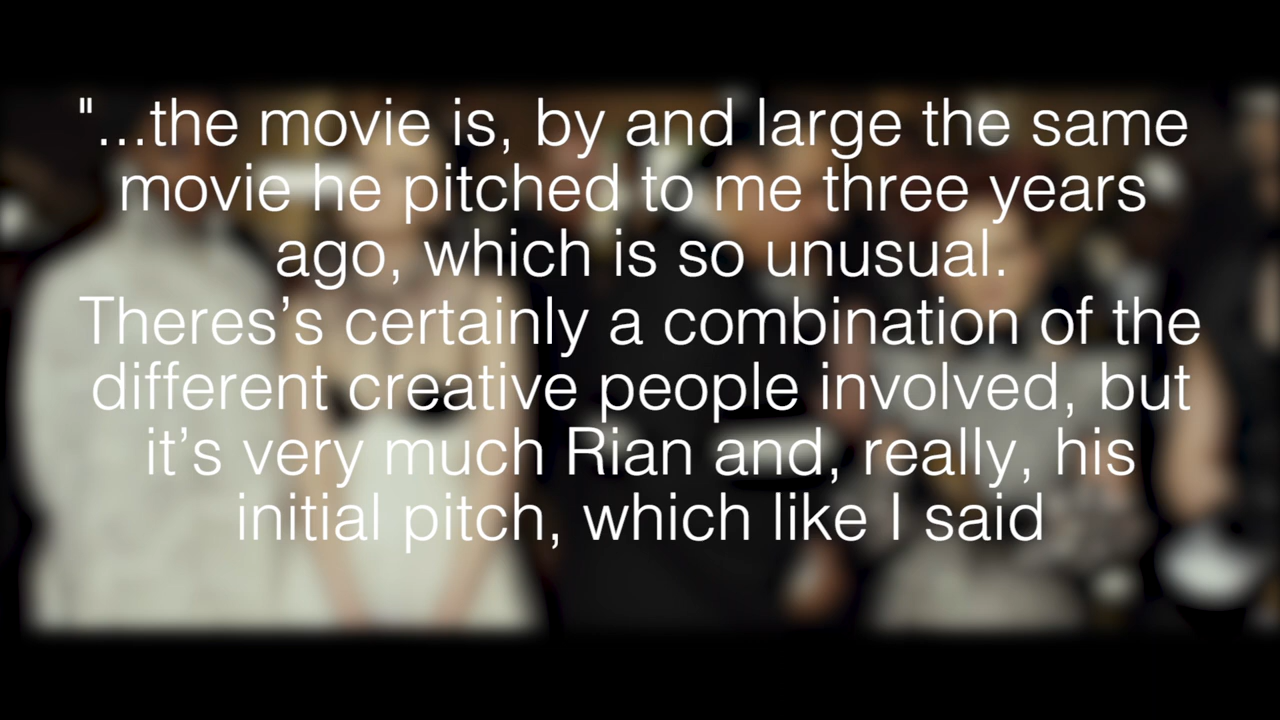 "...the movie is, by and large the same
movie he pitched to me three years
ago, which is so unusual.
Theres’s certainly a combination of the
different creative people involved, but
it’s very much Rian and, really, his
initial pitch, which like I said